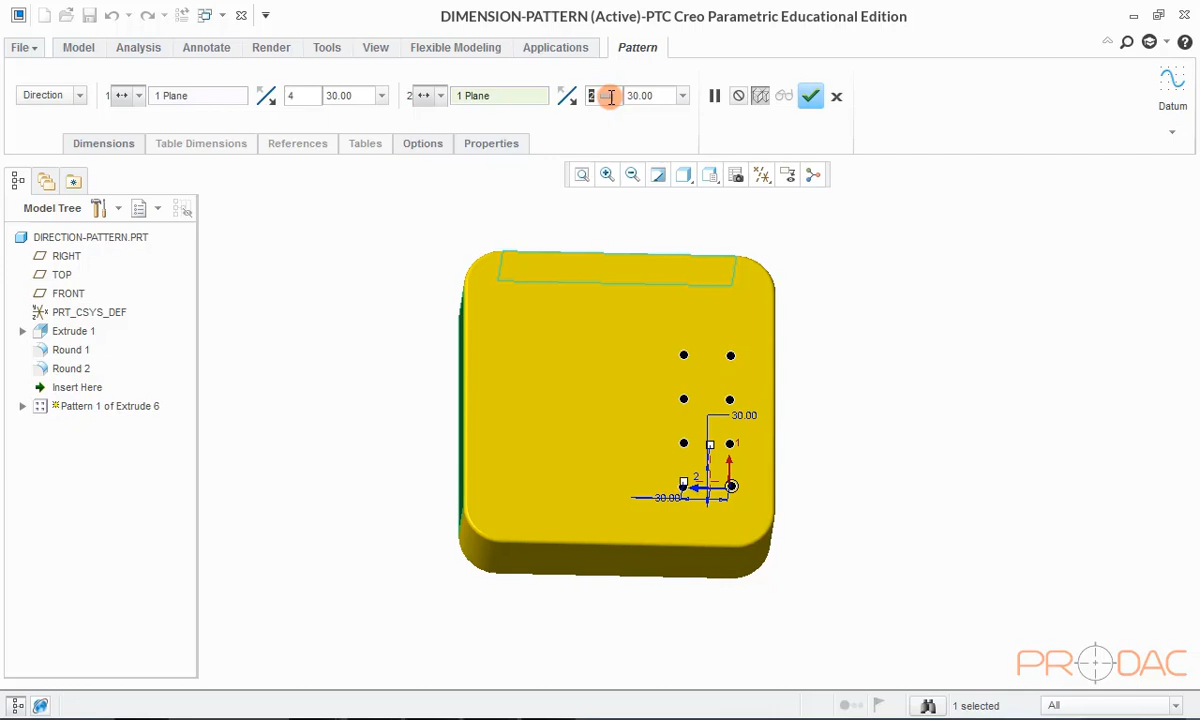 DIMENSION-PATTERN (Active)-PTC Creo Parametric Educational Edition
File Model Analysis Annotate Render Tools View Flexible Modeling Applications Pattern
Direction 1 1 Plane 4 30.00 2 1 Plane 2 30.00
Datum
Dimensions Table Dimensions References Tables Options Properties
Model Tree
DIRECTION-PATTERN.PRT
RIGHT
TOP
FRONT
PRT_CSYS_DEF
Extrude 1
Round 1
Round 2
Insert Here
Pattern 1 of Extrude 6
30.00
1
2
30.00
PRODAC
1 selected All